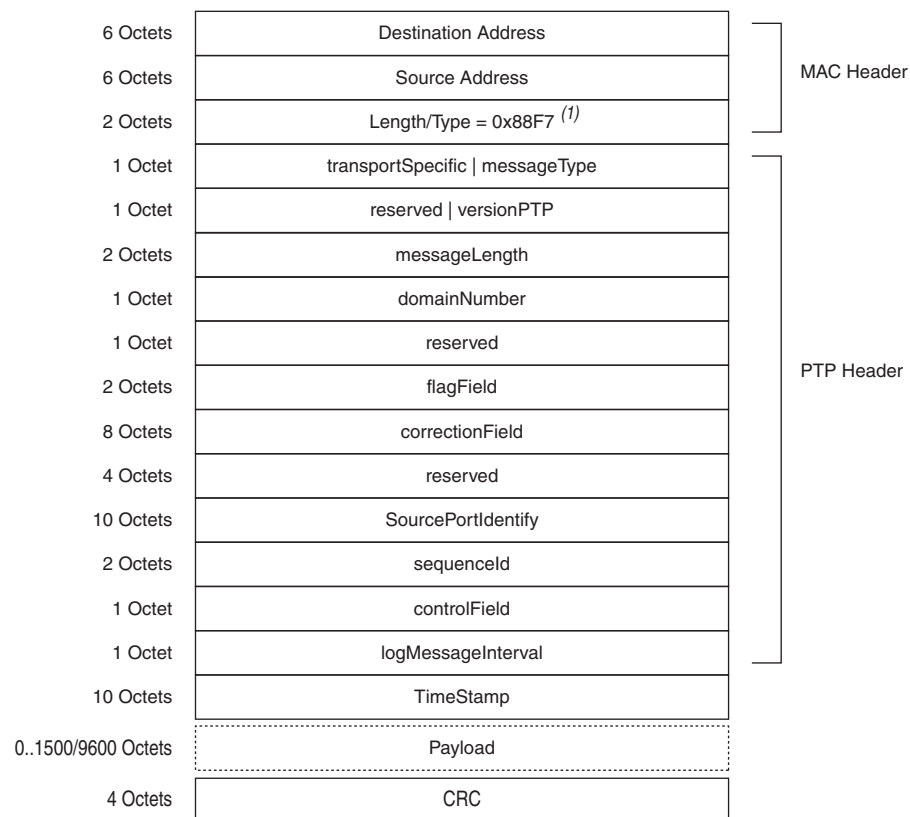 6 Octets Destination Address
6 Octets Source Address
MAC Header
2 Octets Length/Type = 0x88F7 (1)
1 Octet transportSpecific | messageType
1 Octet reserved | versionPTP
2 Octets messageLength
1 Octet domainNumber
1 Octet reserved
PTP Header
2 Octets flagField
8 Octets correctionField
4 Octets reserved
10 Octets SourcePortIdentify
2 Octets sequenceId
1 Octet controlField
1 Octet logMessageInterval
10 Octets TimeStamp
0..1500/9600 Octets Payload
4 Octets CRC